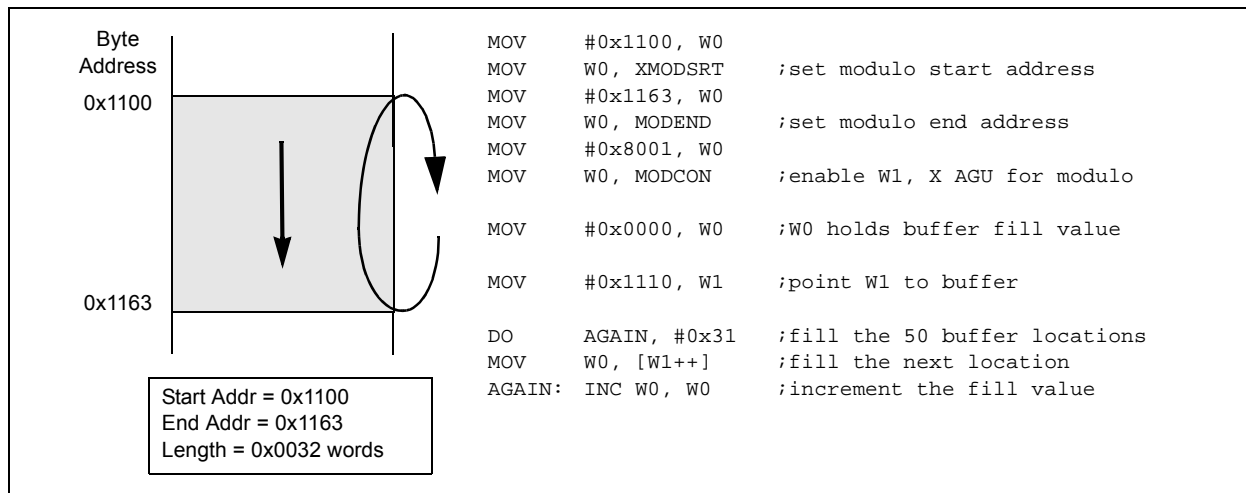 Byte
Address
0x1100
0x1163
Start Addr = 0x1100
End Addr = 0x1163
Length = 0x0032 words
MOV #0x1100, W0
MOV W0, XMODSRT ;set modulo start address
MOV #0x1163, W0
MOV W0, MODEND ;set modulo end address
MOV #0x8001, W0
MOV W0, MODCON ;enable W1, X AGU for modulo
MOV #0x0000, W0 ;W0 holds buffer fill value
MOV #0x1110, W1 ;point W1 to buffer
DO AGAIN, #0x31 ;fill the 50 buffer locations
MOV W0, [W1++] ;fill the next location
AGAIN: INC W0, W0 ;increment the fill value